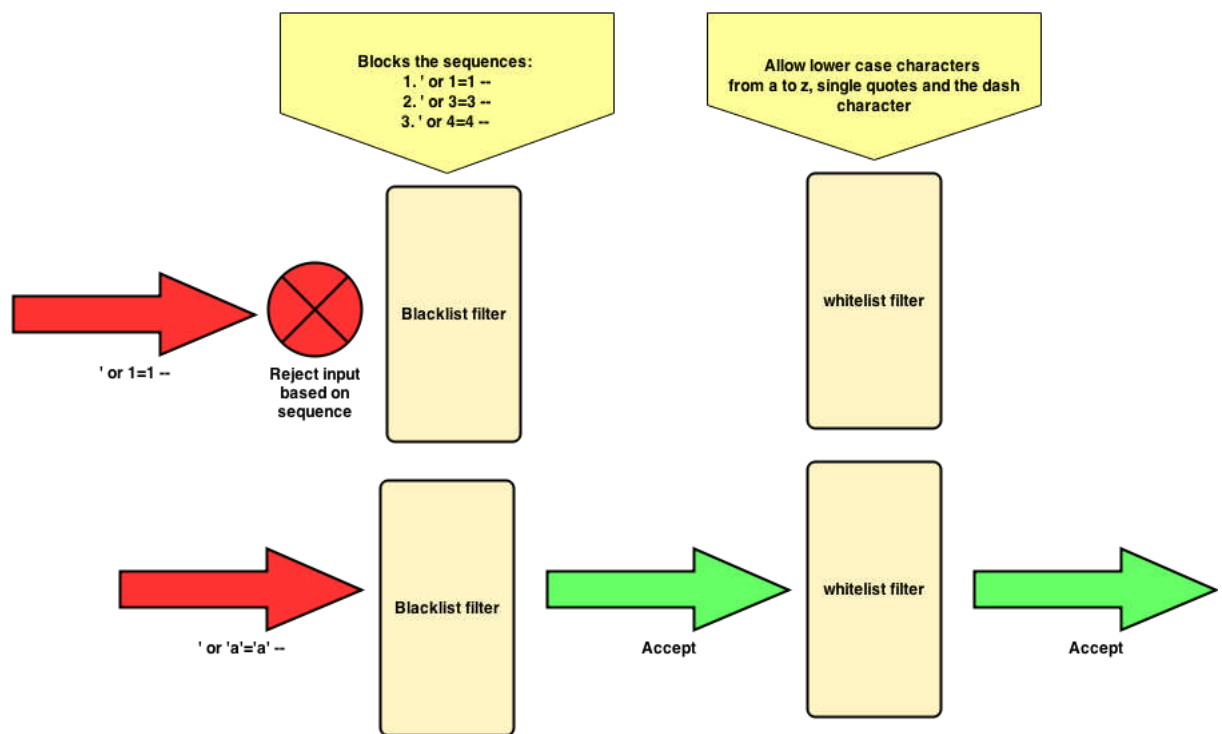 Blocks the sequences:
1. ' or 1=1 --
2. ' or 3=3 --
3. ' or 4=4 --
Allow lower case characters
from a to z, single quotes and the dash
character
Blacklist filter
whitelist filter
' or 1=1 --
Reject input
based on
sequence
Blacklist filter
whitelist filter
' or 'a'='a' --
Accept
Accept